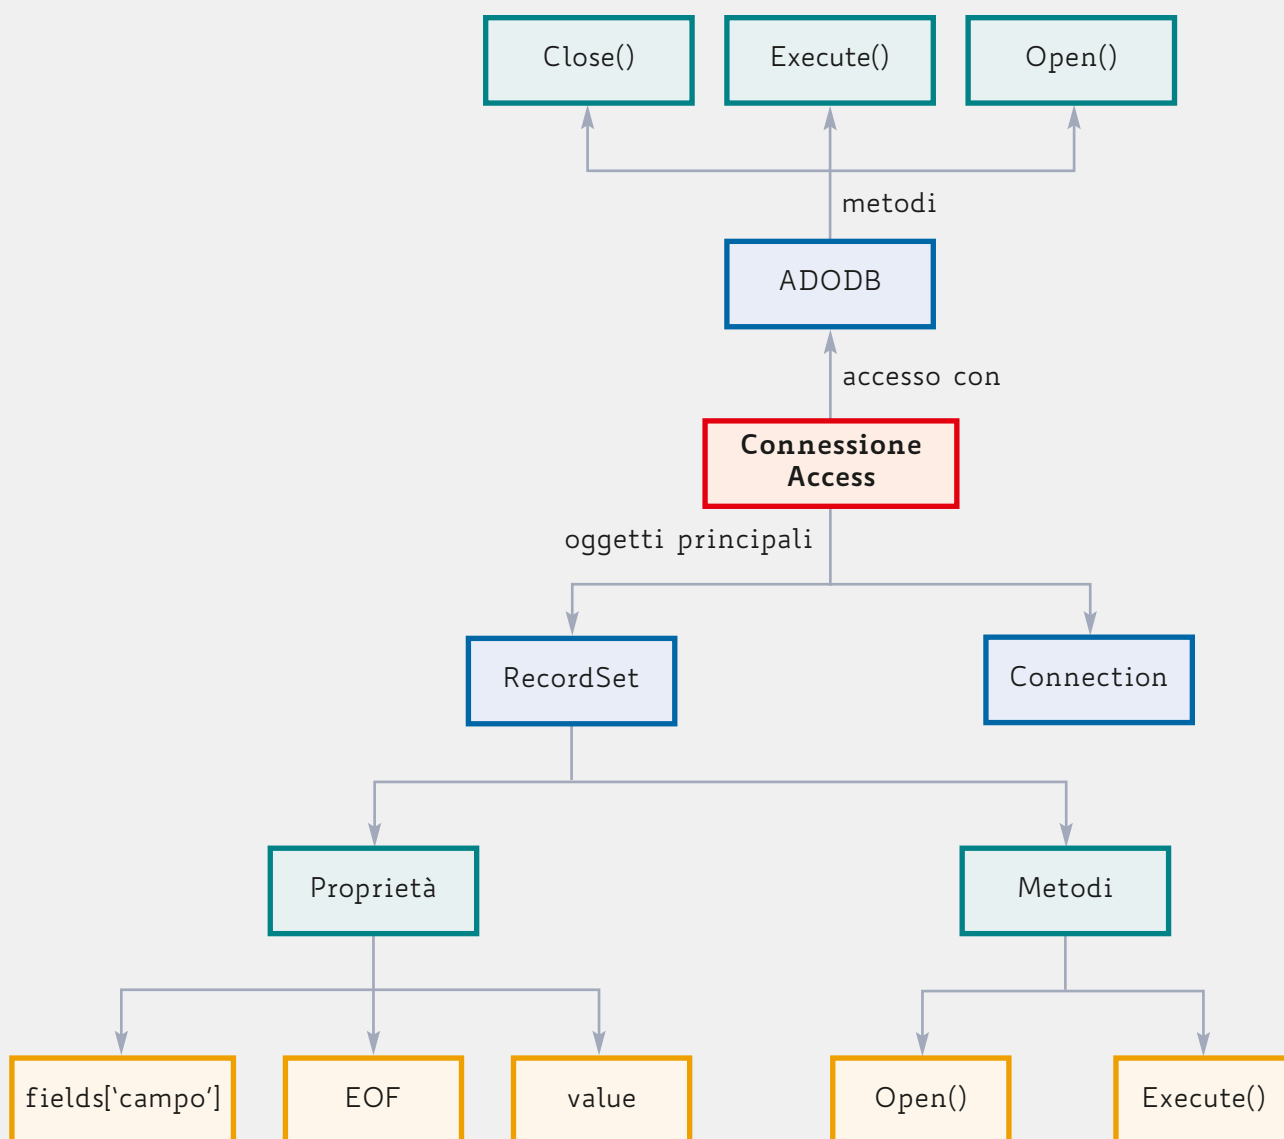 Close()
Execute()
Open()
metodi
ADODB
accesso con
Connessione
Access
oggetti principali
RecordSet
Connection
Proprietà
Metodi
fields[‘campo’]
EOF
value
Open()
Execute()